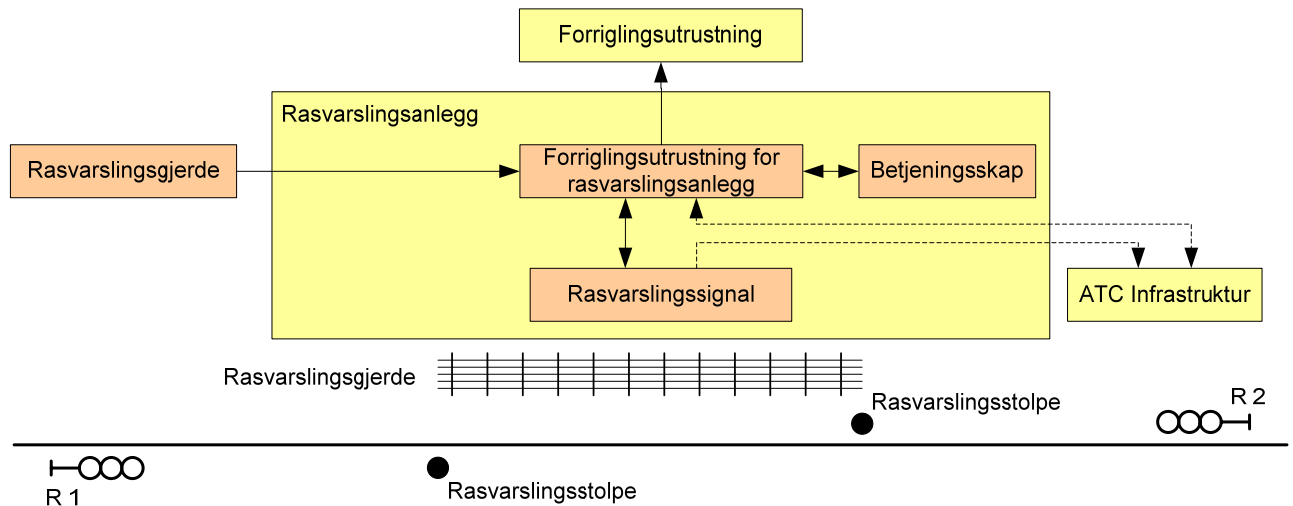 Forriglingsutrustning
Rasvarslingsanlegg
Rasvarslingsgjerde
Forriglingsutrustning for
rasvarslingsanlegg
Betjeningsskap
Rasvarslingssignal
ATC Infrastruktur
Rasvarslingsgjerde
Rasvarslingsstolpe
R 2
R 1
Rasvarslingsstolpe